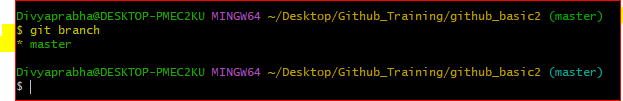 Divyaprabha@DESKTOP-PMEC2KU MINGW64 ~/Desktop/Github_Training/github_basic2 (master)
$ git branch
* master
Divyaprabha@DESKTOP-PMEC2KU MINGW64 ~/Desktop/Github_Training/github_basic2 (master)
$